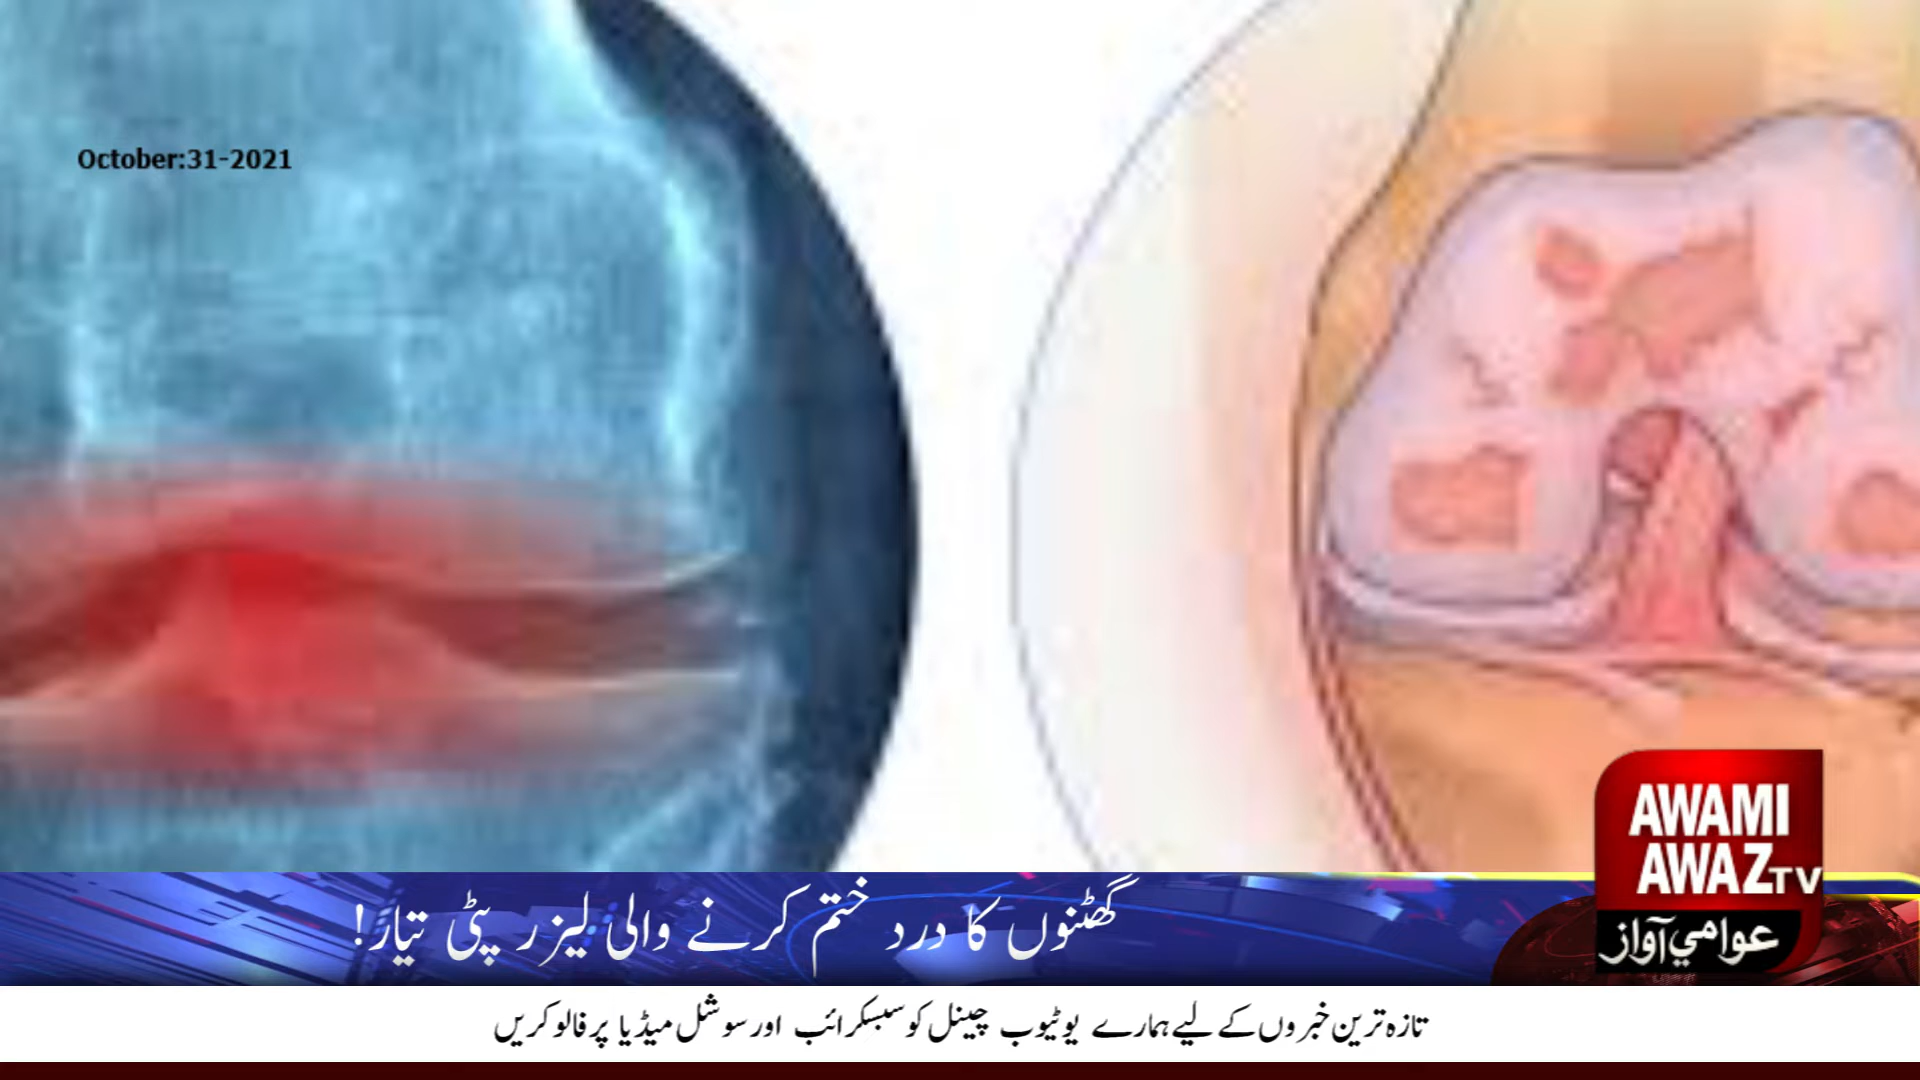 October:31-2021
AWAMI
AWAZTV
عوامي آواز
گھٹنوں کا درد ختم کرنے والی لیزر پٹی تیار!
تازہ ترین خبروں کے لیے ہمارے یوٹیوب چینل کو سبسکرائب اور سوشل میڈیا پر فالو کریں